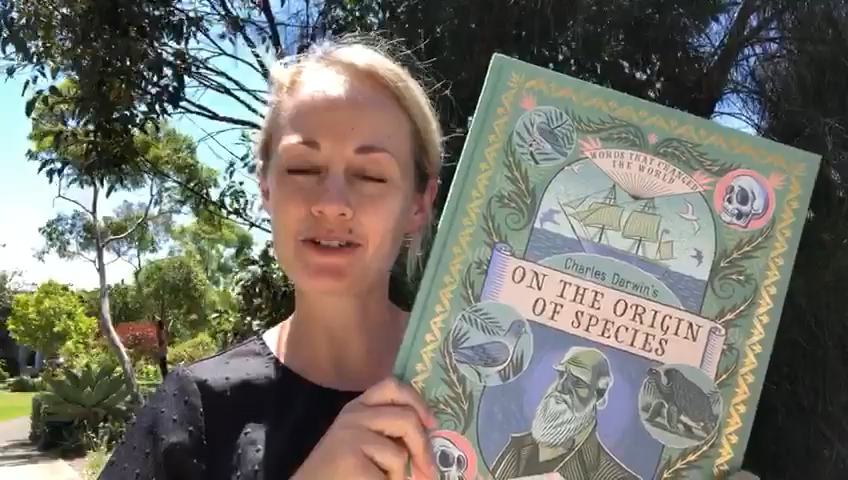 WORDS THAT CHANGED
THE WORLD
Charles Darwin's
ON THE ORIGIN
OF SPECIES